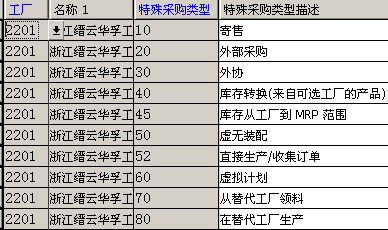 工厂 名称 1 特殊采购类型 特殊采购类型描述
2201 江缙云华孚工 10 寄售
2201 浙江缙云华孚工 20 外部采购
2201 浙江缙云华孚工 30 外协
2201 浙江缙云华孚工 40 库存转换(来自可选工厂的产品)
2201 浙江缙云华孚工 45 库存从工厂到 MRP 范围
2201 浙江缙云华孚工 50 虚无装配
2201 浙江缙云华孚工 52 直接生产/收集订单
2201 浙江缙云华孚工 60 虚拟计划
2201 浙江缙云华孚工 70 从替代工厂领料
2201 浙江缙云华孚工 80 在替代工厂生产